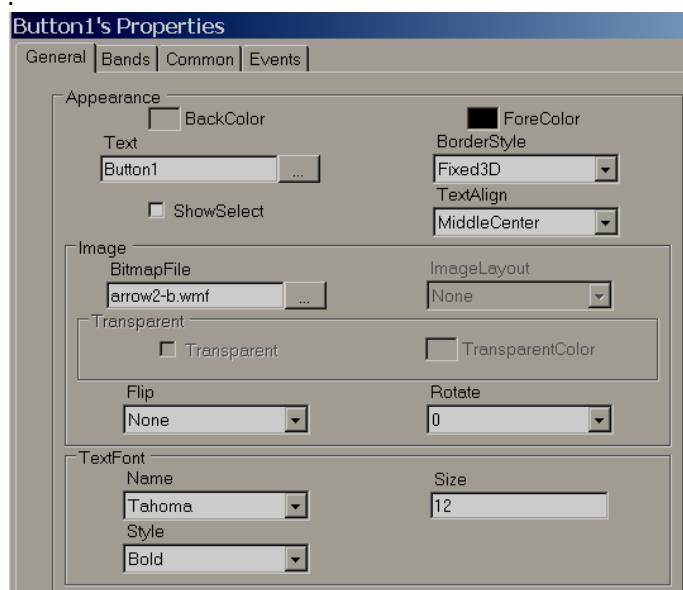 Button1's Properties
General Bands Common Events
Appearance
BackColor ForeColor
Text BorderStyle
Button1 ... Fixed3D
TextAlign
ShowSelect MiddleCenter
Image
BitmapFile ImageLayout
arrow2-b.wmf ... None
Transparent
Transparent TransparentColor
Flip Rotate
None 0
TextFont
Name Size
Tahoma 12
Style
Bold